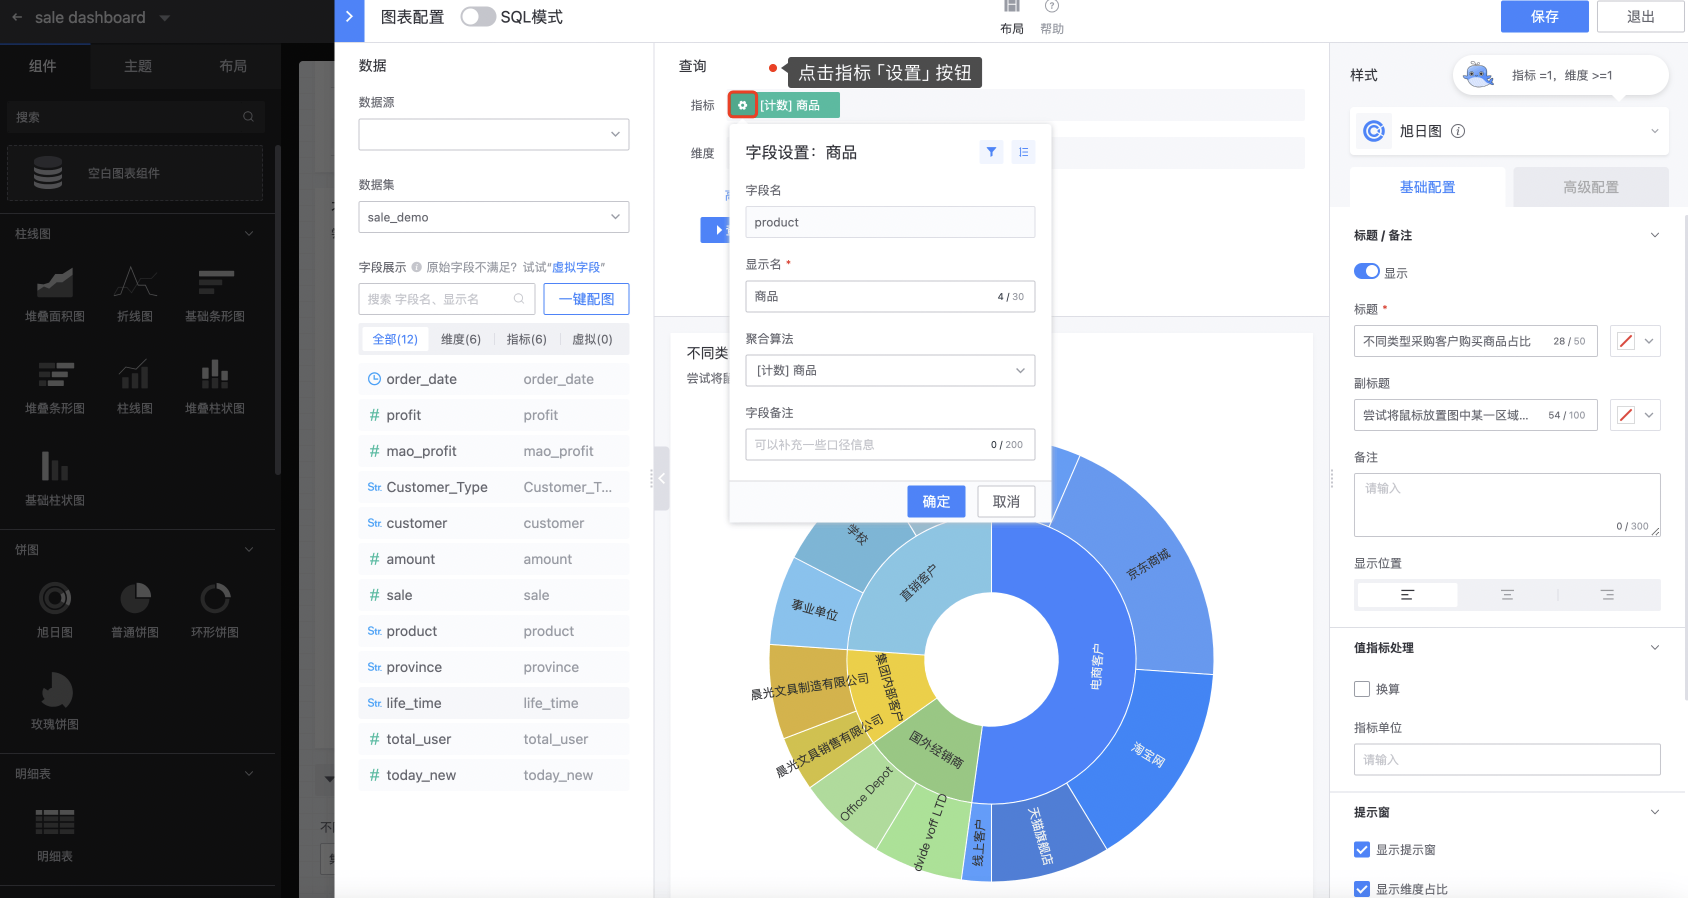 sale dashboard
组件
主题
布局
搜索
空白图表组件
柱线图
堆叠面积图
折线图
基础条形图
堆叠条形图
柱线图
堆叠柱状图
基础柱状图
饼图
旭日图
普通饼图
环形饼图
玫瑰饼图
明细表
明细表
图表配置
SQL模式
布局
帮助
保存
退出
数据
数据源
数据集
sale_demo
字段展示 原始字段不满足? 试试“虚拟字段”
搜索 字段名、显示名
一键配图
全部(12)
维度(6)
指标(6)
虚拟(0)
order_date order_date
# profit profit
# mao_profit mao_profit
Str. Customer_Type Customer_T...
Str. customer customer
# amount amount
# sale sale
Str. product product
Str. province province
Str. life_time life_time
# total_user total_user
# today_new today_new
查询
点击指标「设置」按钮
指标
[计数] 商品
维度
字段设置：商品
字段名
product
显示名 *
商品
4 / 30
聚合算法
[计数] 商品
字段备注
可以补充一些口径信息
0 / 200
确定
取消
不同类
尝试将鼠
学校
事业单位
直销客户
晨光文具制造有限公司
集团内部客户
晨光文具销售有限公司
国外经销商
Office Depot
dvide voff LTD
线上客户
天猫旗舰店
淘宝网
京东商城
电商客户
样式
指标 =1，维度 >=1
旭日图
基础配置
高级配置
标题 / 备注
显示
标题 *
不同类型采购客户购买商品占比
28 / 50
副标题
尝试将鼠标放置图中某一区域...
54 / 100
备注
请输入
0 / 300
显示位置
值指标处理
换算
指标单位
请输入
提示窗
显示提示窗
显示维度占比